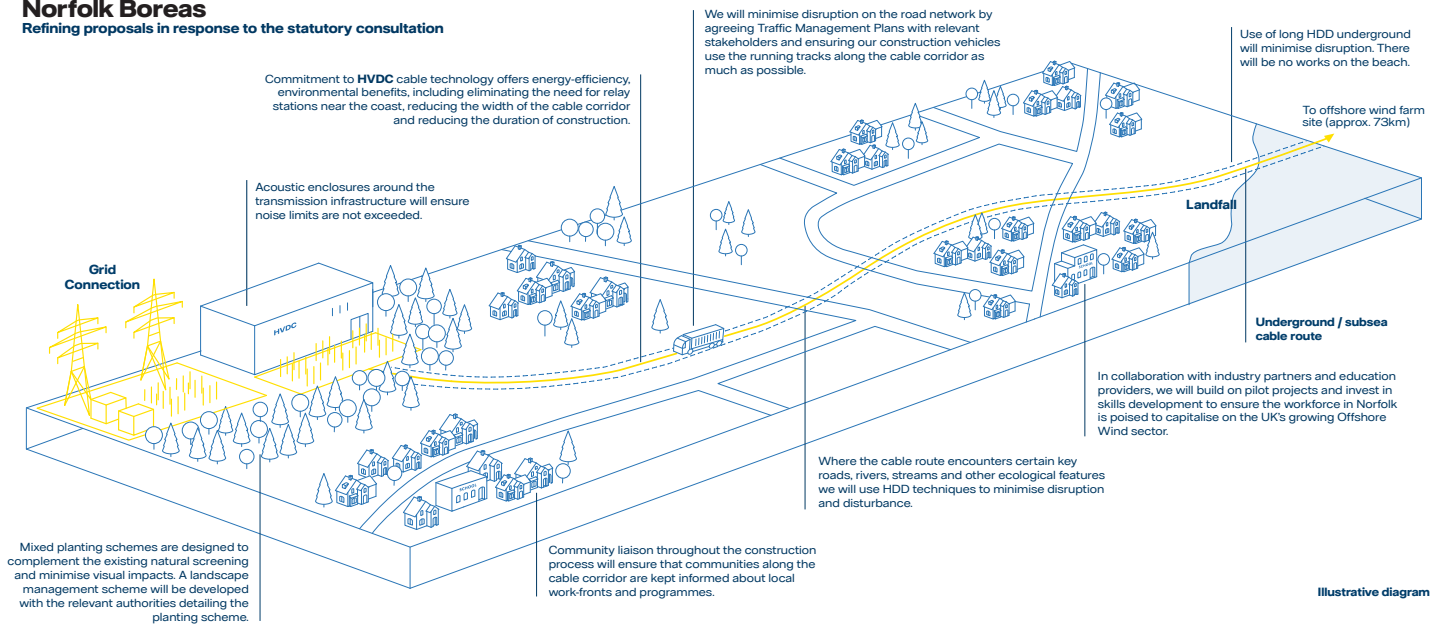 Norfolk Boreas
Refining proposals in response to the statutory consultation
We will minimise disruption on the road network by
agreeing Traffic Management Plans with relevant
stakeholders and ensuring our construction vehicles
use the running tracks along the cable corridor as
much as possible.
Use of long HDD underground
will minimise disruption. There
will be no works on the beach.
Commitment to HVDC cable technology offers energy-efficiency,
environmental benefits, including eliminating the need for relay
stations near the coast, reducing the width of the cable corridor
and reducing the duration of construction.
To offshore wind farm
site (approx. 73km)
Acoustic enclosures around the
transmission infrastructure will ensure
noise limits are not exceeded.
Landfall
Grid
Connection
HVDC
SCHOOL
Underground / subsea
cable route
In collaboration with industry partners and education
providers, we will build on pilot projects and invest in
skills development to ensure the workforce in Norfolk
is poised to capitalise on the UK's growing Offshore
Wind sector.
Where the cable route encounters certain key
roads, rivers, streams and other ecological features
we will use HDD techniques to minimise disruption
and disturbance.
SCHOOL
Mixed planting schemes are designed to
complement the existing natural screening
and minimise visual impacts. A landscape
management scheme will be developed
with the relevant authorities detailing the
planting scheme.
Community liaison throughout the construction
process will ensure that communities along the
cable corridor are kept informed about local
work-fronts and programmes.
Illustrative diagram